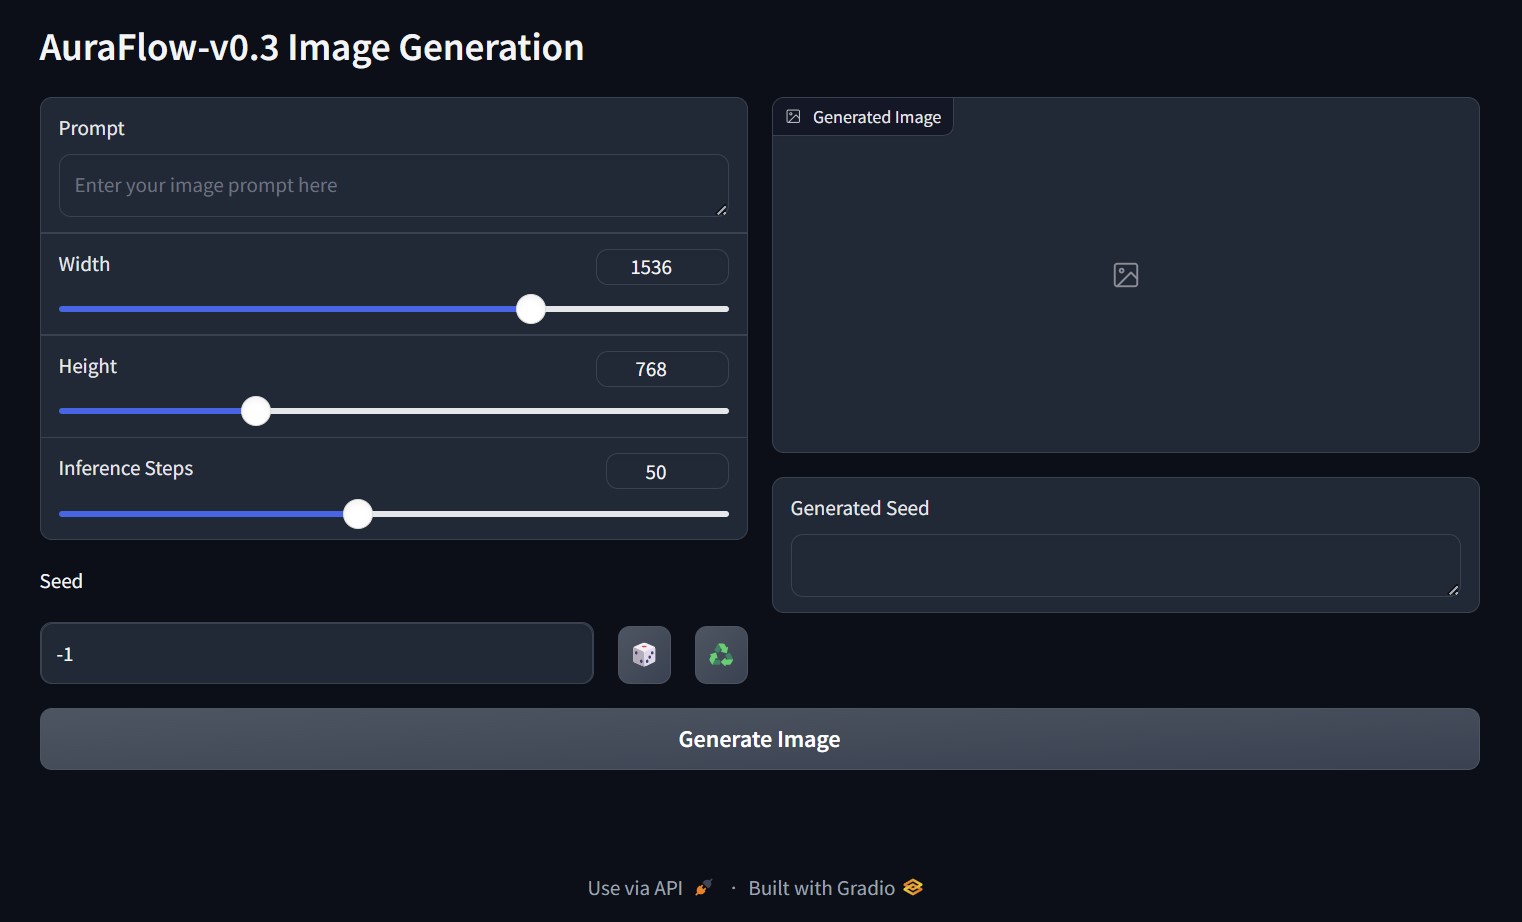 AuraFlow-v0.3 Image Generation
Prompt
Enter your image prompt here
Width
1536
Height
768
Inference Steps
50
Seed
-1
Generated Image
Generated Seed
Generate Image
Use via API · Built with Gradio